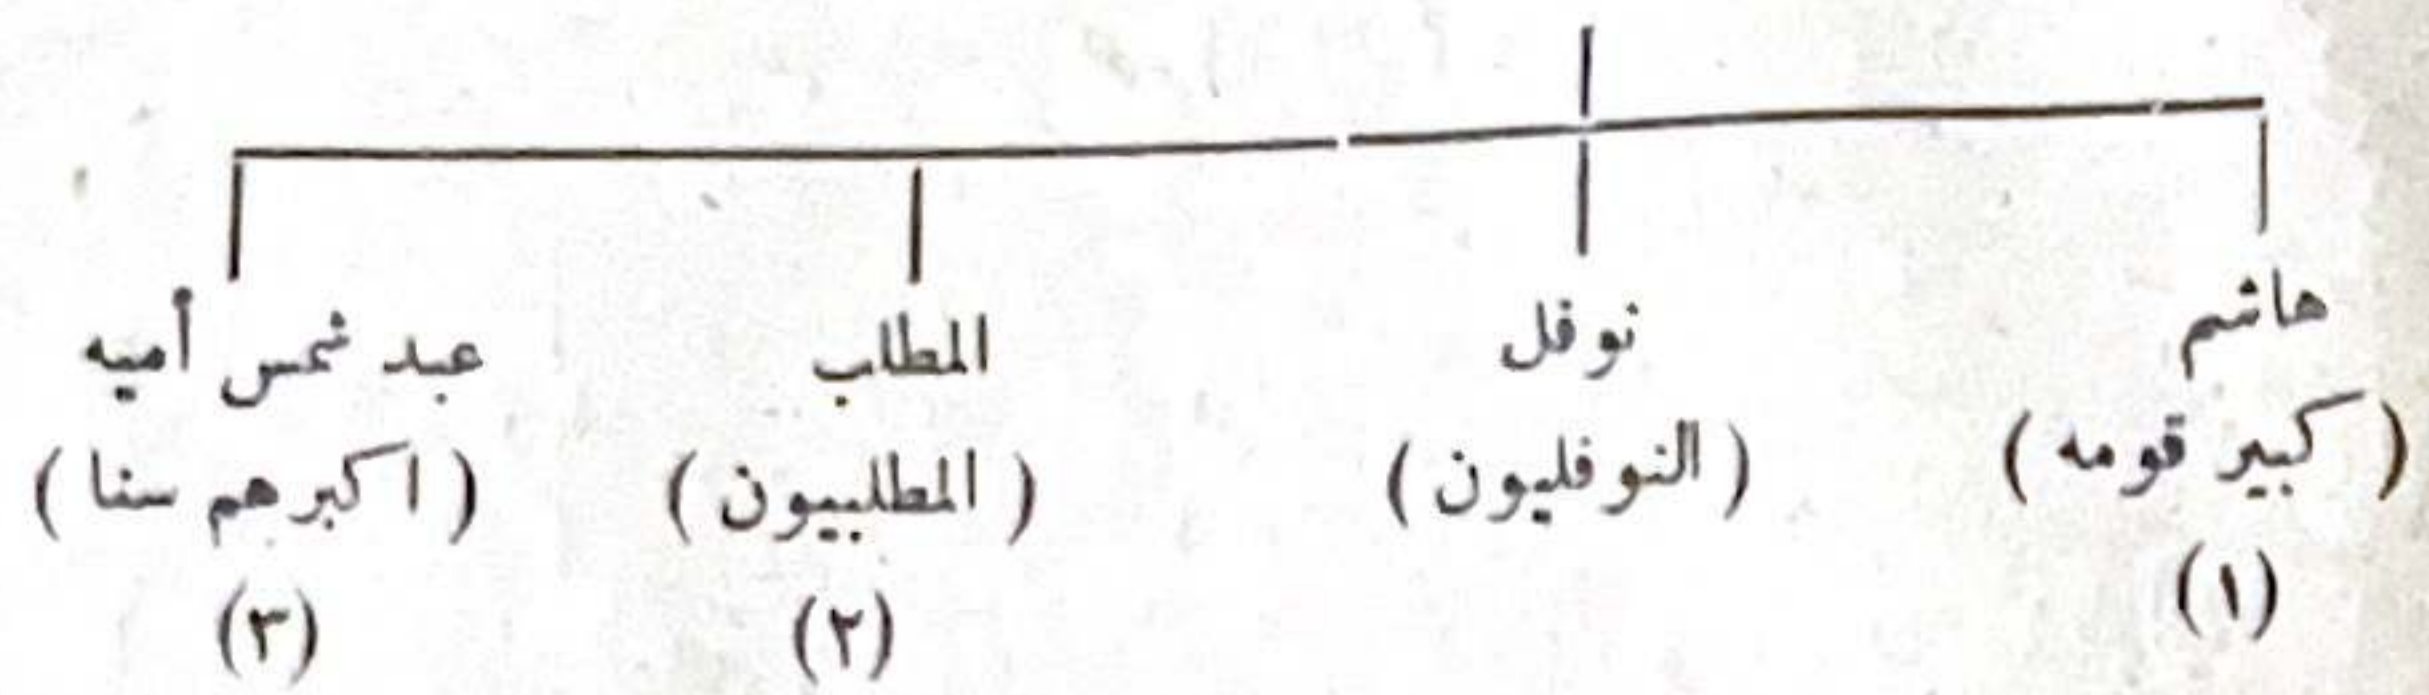 هاشم نوفل المطلب عبد شمس أميه
( كبير قومه ) ( النوفليون ) ( المطلبيون ) ( اكبرهم سنا )
(١) (٢) (٣)